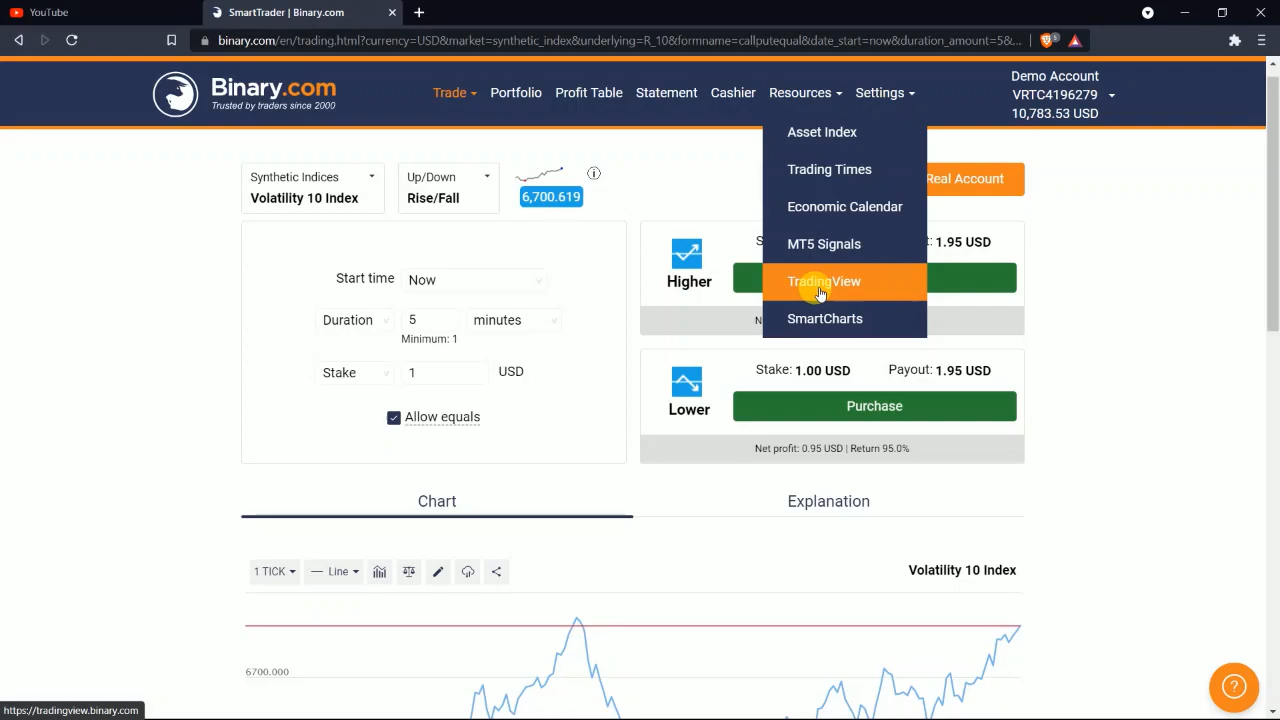 YouTube
SmartTrader | Binary.com
binary.com/en/trading.html?currency=USD&market=synthetic_index&underlying=R_10&formname=callputequal&date_start=now&duration_amount=5&...
5
Binary.com
Trusted by traders since 2000
Trade
Portfolio
Profit Table
Statement
Cashier
Resources
Settings
Demo Account
VRTC4196279
10,783.53 USD
Asset Index
Trading Times
Economic Calendar
MT5 Signals
TradingView
SmartCharts
Synthetic Indices
Volatility 10 Index
Up/Down
Rise/Fall
6,700.619
Real Account
Start time
Now
Duration
5
minutes
Minimum: 1
Stake
1
USD
Allow equals
Higher
1.95 USD
Lower
Stake: 1.00 USD
Payout: 1.95 USD
Purchase
Net profit: 0.95 USD | Return 95.0%
Chart
Explanation
1 TICK
Line
Volatility 10 Index
6700.000
?
https://tradingview.binary.com